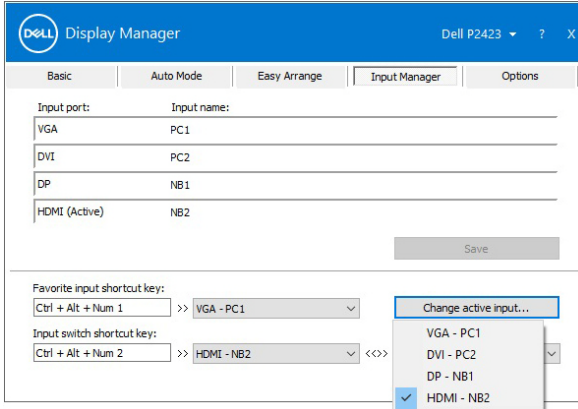 DELL Display Manager Dell P2423 ? X
Basic Auto Mode Easy Arrange Input Manager Options
Input port: Input name:
VGA PC1
DVI PC2
DP NB1
HDMI (Active) NB2
Save
Favorite input shortcut key:
Ctrl + Alt + Num 1 >> VGA - PC1 Change active input...
Input switch shortcut key:
Ctrl + Alt + Num 2 >> HDMI - NB2 <<>>
VGA - PC1
DVI - PC2
DP - NB1
HDMI - NB2